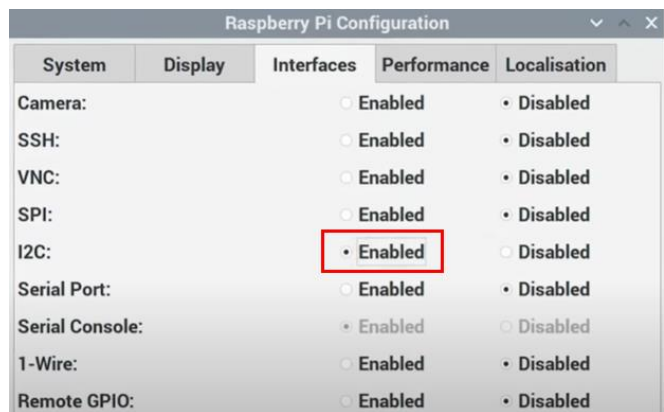 Raspberry Pi Configuration
System Display Interfaces Performance Localisation
Camera: Enabled Disabled
SSH: Enabled Disabled
VNC: Enabled Disabled
SPI: Enabled Disabled
I2C: Enabled Disabled
Serial Port: Enabled Disabled
Serial Console: Enabled Disabled
1-Wire: Enabled Disabled
Remote GPIO: Enabled Disabled